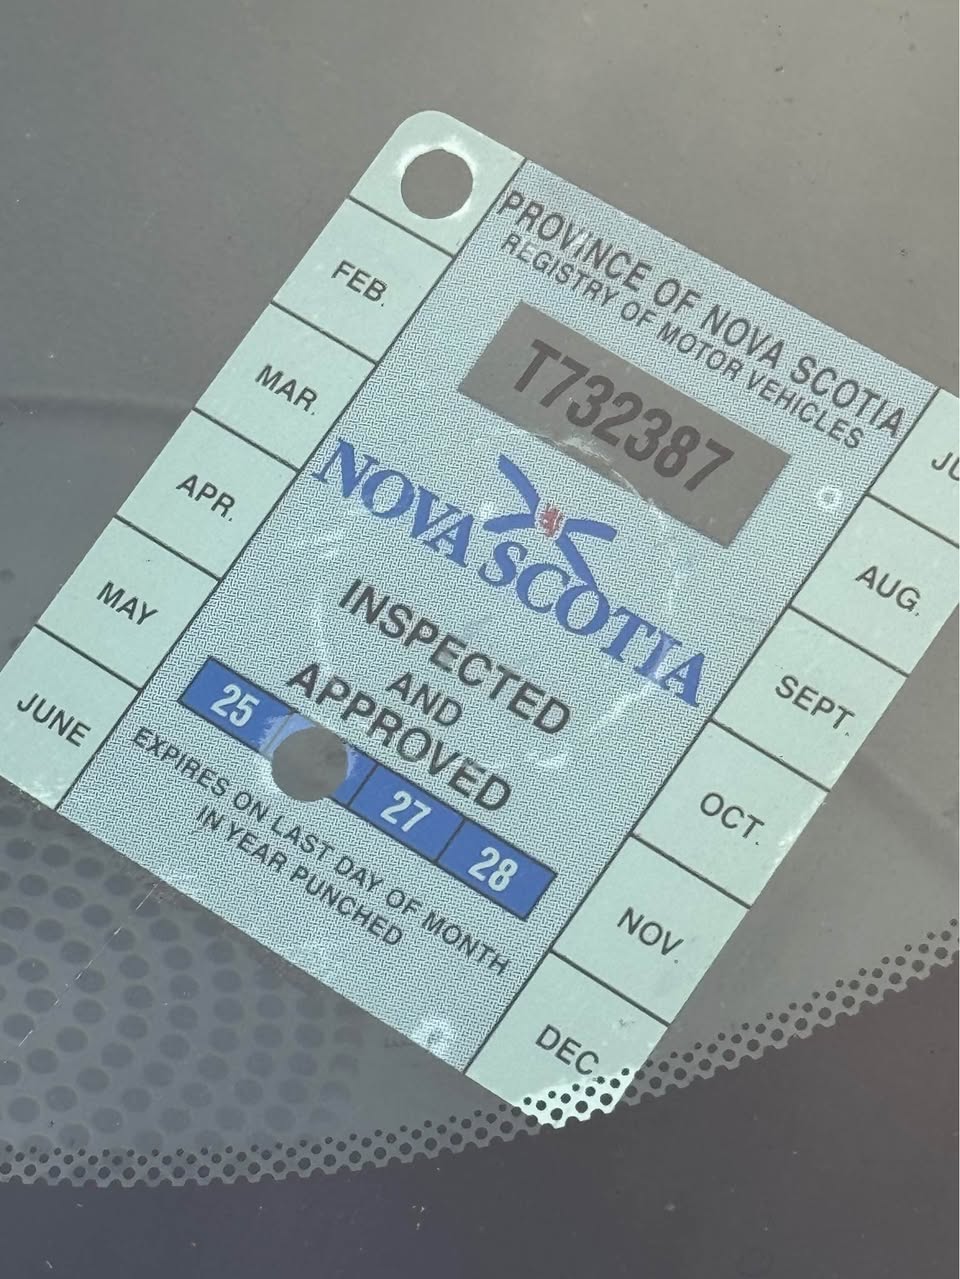 PROVINCE OF NOVA SCOTIA
REGISTRY OF MOTOR VEHICLES
T732387
NOVA SCOTIA
INSPECTED
AND
APPROVED
25 27 28
EXPIRES ON LAST DAY OF MONTH
IN YEAR PUNCHED
FEB.
MAR.
APR.
MAY
JUNE
JU
AUG.
SEPT.
OCT.
NOV.
DEC.